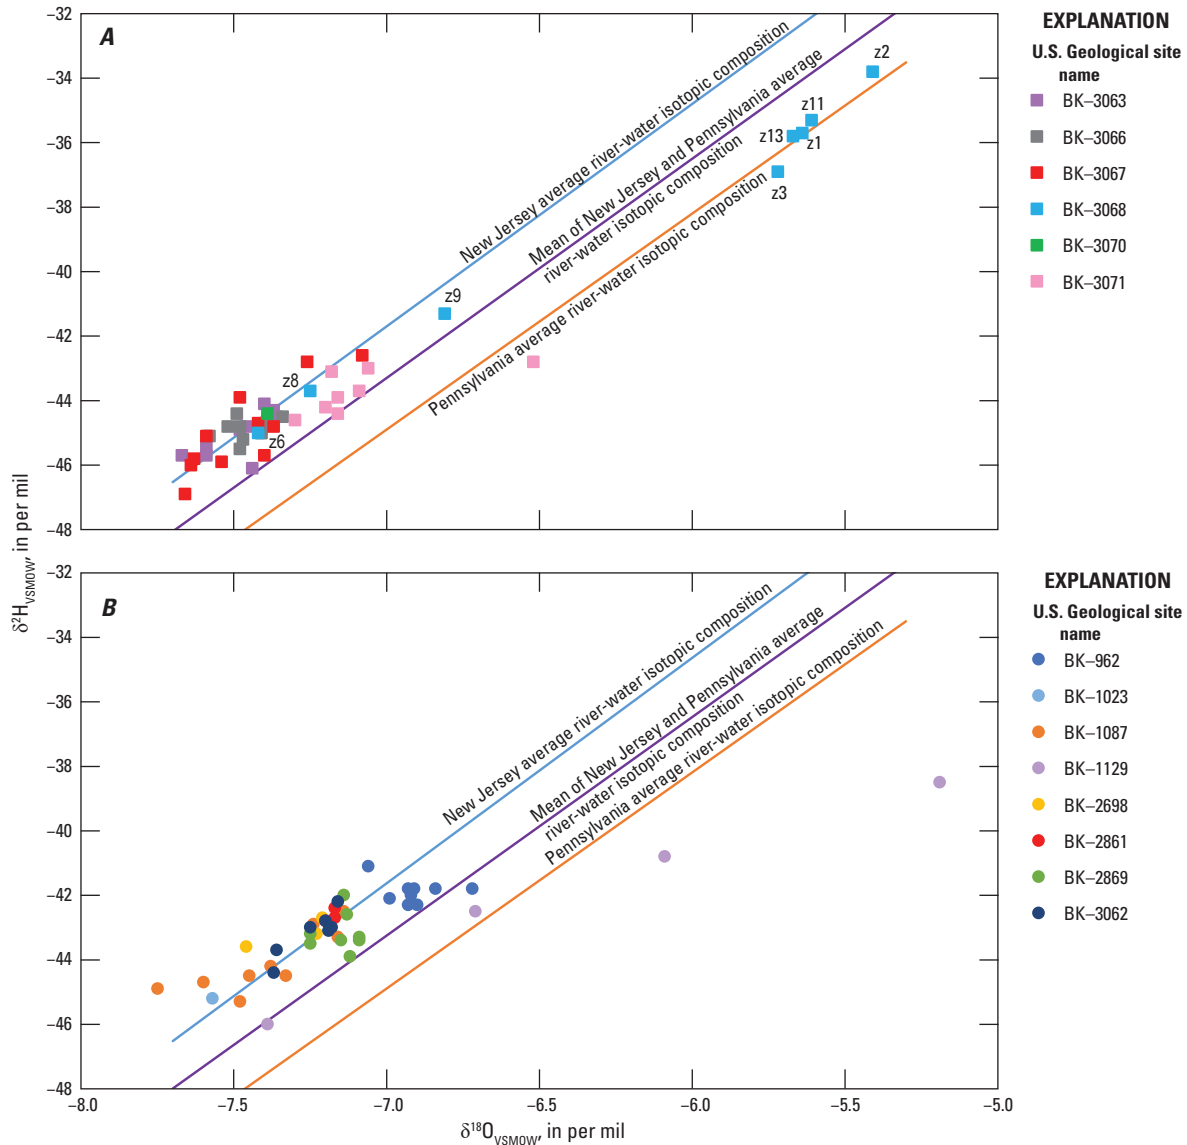 A
−32
−34
−36
−38
−40
−42
−44
−46
−48
New Jersey average river-water isotopic composition
Mean of New Jersey and Pennsylvania average
river-water isotopic composition
Pennsylvania average river-water isotopic composition
z2
z11
z13
z1
z3
z9
z8
z6
EXPLANATION
U.S. Geological site
name
BK–3063
BK–3066
BK–3067
BK–3068
BK–3070
BK–3071
δ²H VSMOW, in per mil
B
−32
−34
−36
−38
−40
−42
−44
−46
−48
New Jersey average river-water isotopic composition
Mean of New Jersey and Pennsylvania average
river-water isotopic composition
Pennsylvania average river-water isotopic composition
EXPLANATION
U.S. Geological site
name
BK–962
BK–1023
BK–1087
BK–1129
BK–2698
BK–2861
BK–2869
BK–3062
−8.0 −7.5 −7.0 −6.5 −6.0 −5.5 −5.0
δ¹⁸O VSMOW, in per mil